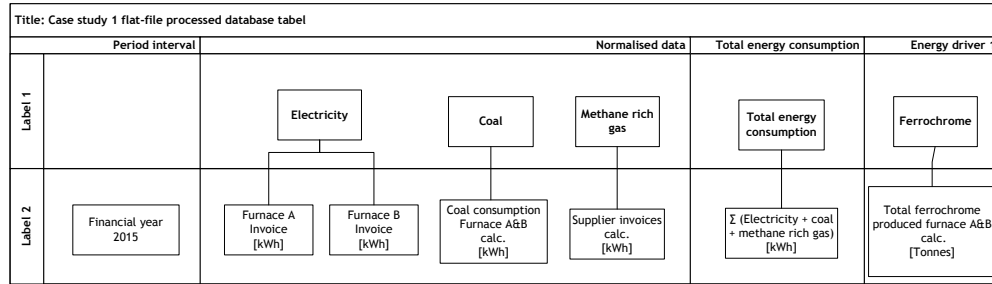 Title: Case study 1 flat-file processed database tabel
Period interval
Normalised data
Total energy consumption
Energy driver 1
Label 1
Electricity
Coal
Methane rich
gas
Total energy
consumption
Ferrochrome
Label 2
Financial year
2015
Furnace A
Invoice
[kWh]
Furnace B
Invoice
[kWh]
Coal consumption
Furnace A&B
calc.
[kWh]
Supplier invoices
calc.
[kWh]
Σ (Electricity + coal
+ methane rich gas)
[kWh]
Total ferrochrome
produced furnace A&B
calc.
[Tonnes]